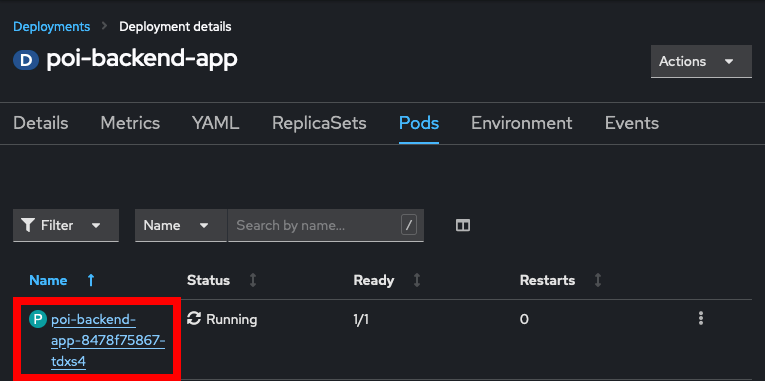 Deployments > Deployment details
D poi-backend-app
Actions
Details Metrics YAML ReplicaSets Pods Environment Events
Filter Name Search by name... /
Name Status Ready Restarts
P poi-backend- Running 1/1 0
app-8478f75867-
tdxs4